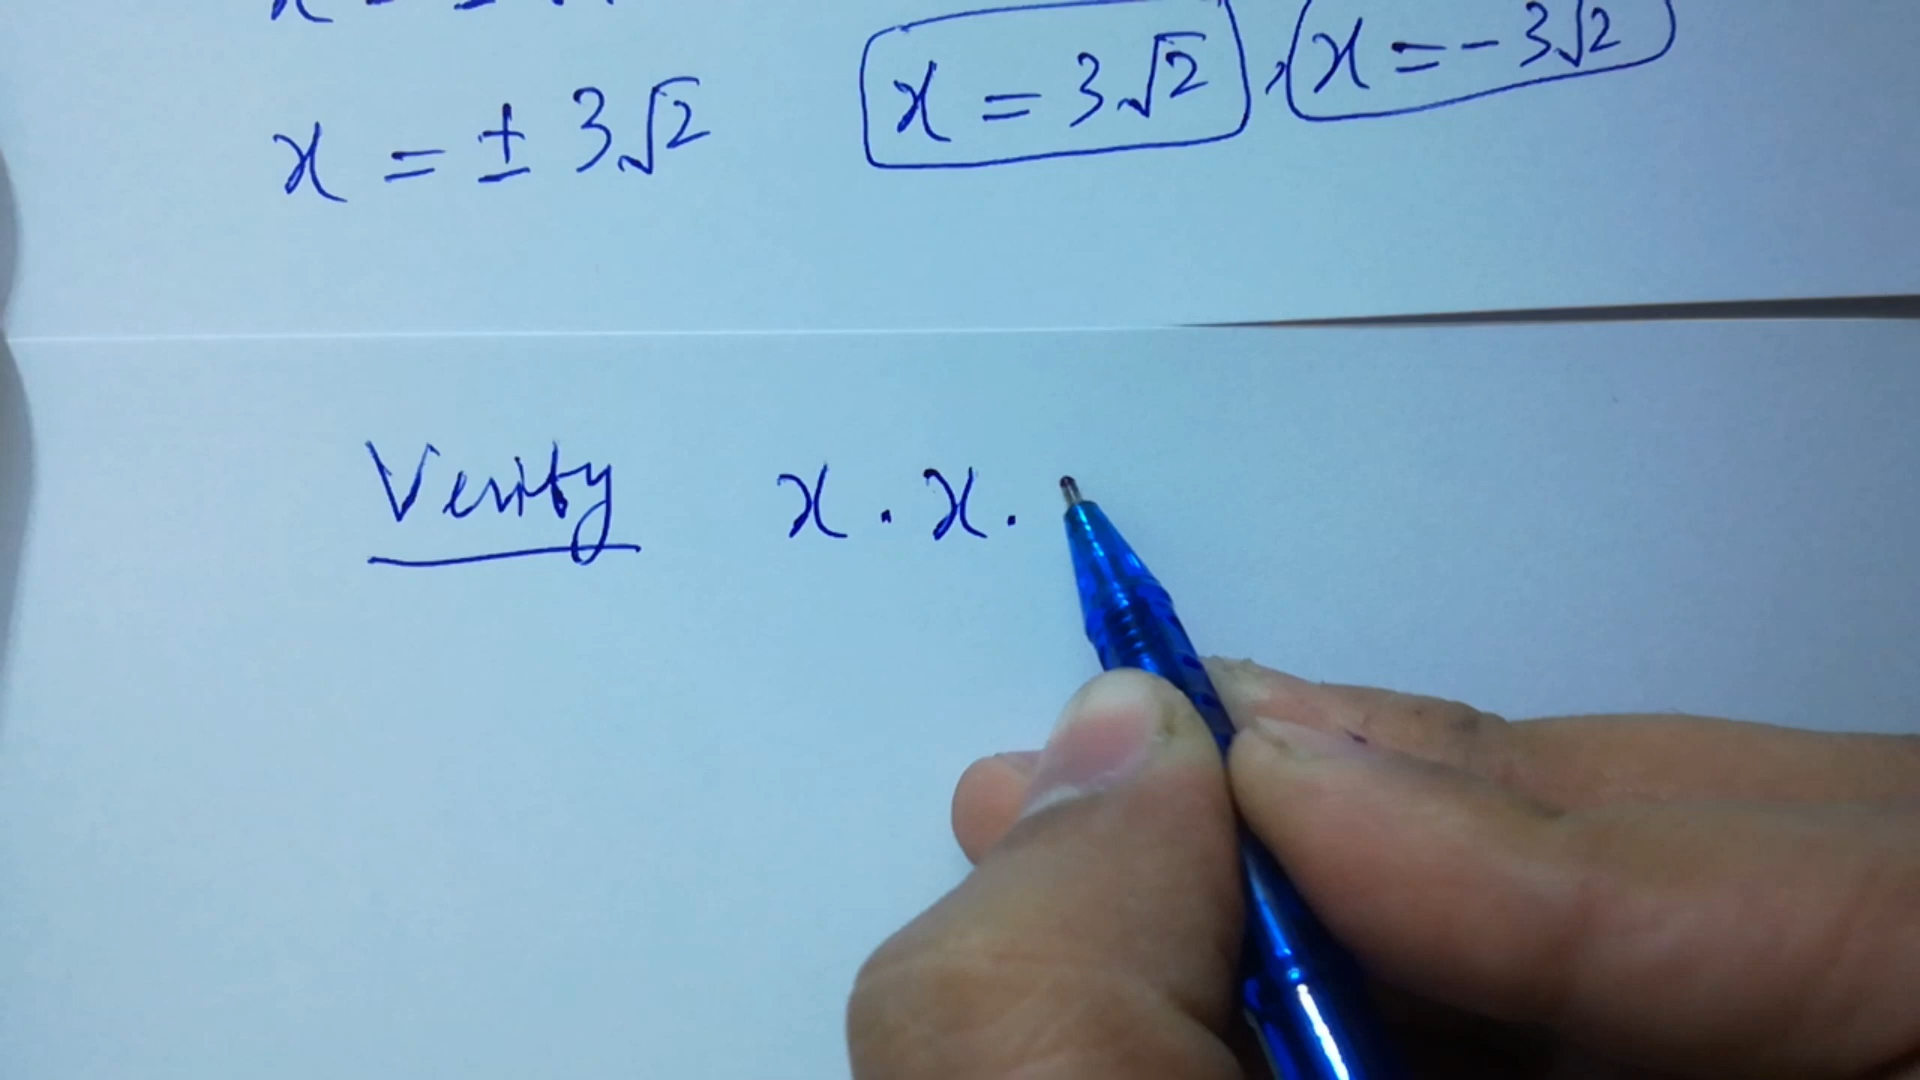 x = ± 3√2
x = 3√2 , x = - 3√2
Verify x . x .